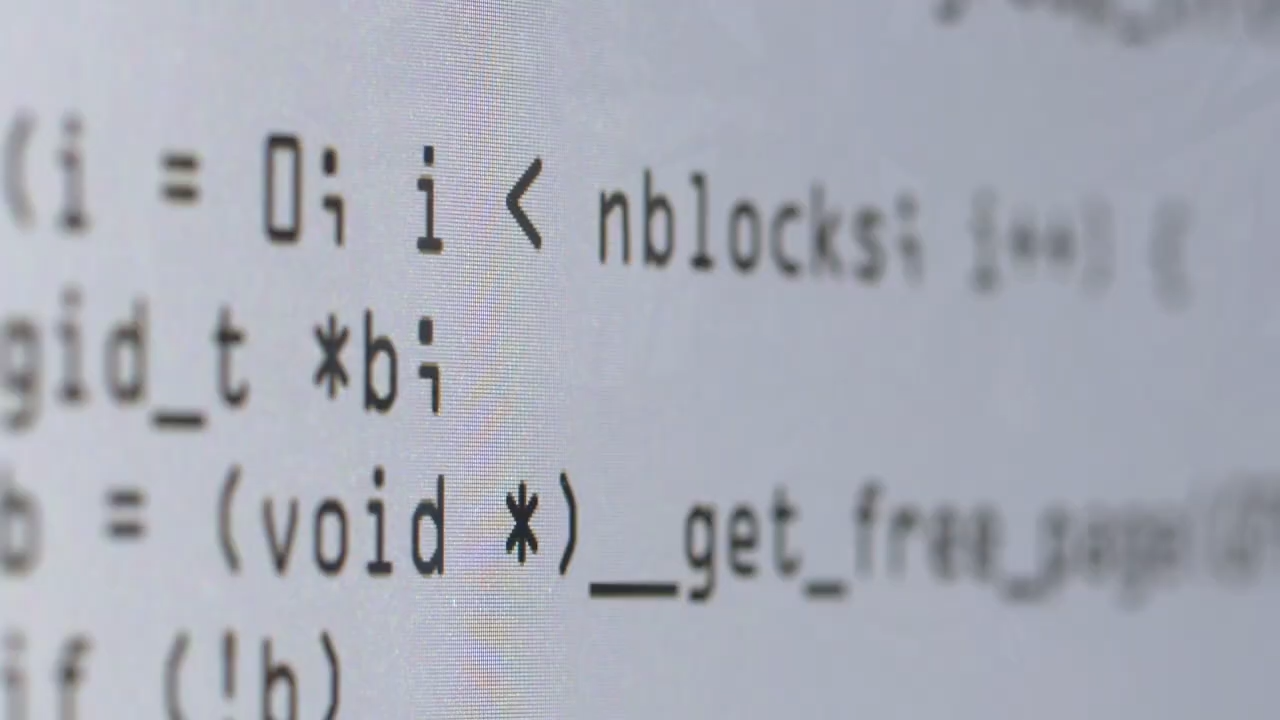 (i = 0; i < nblocks; i++) {
gid_t *b;
b = (void *)__get_
if (b)